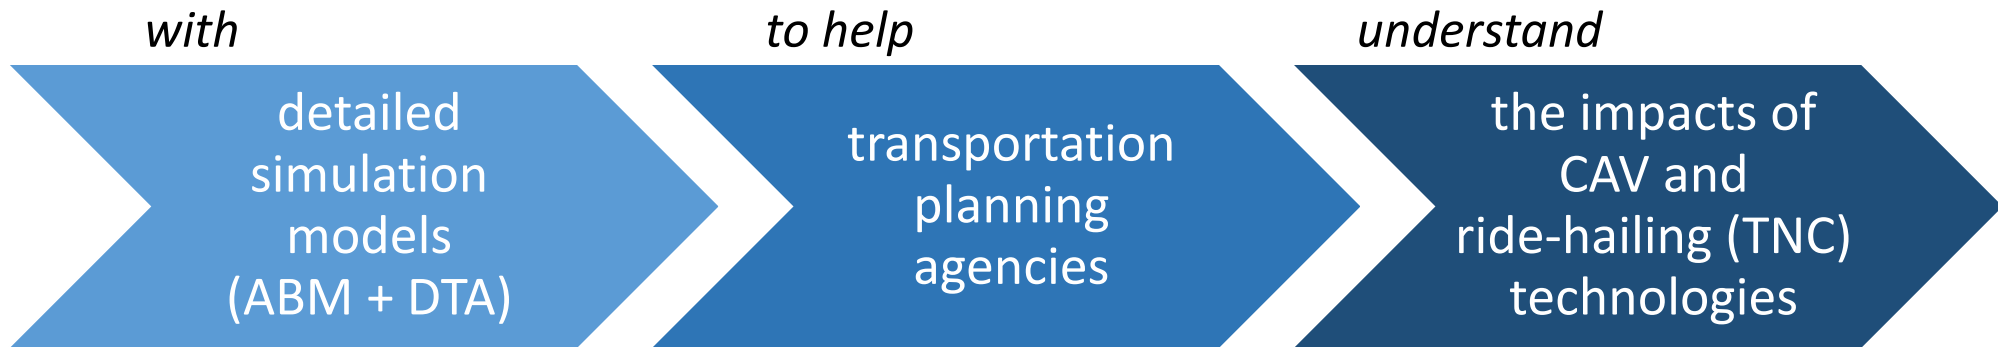 with
detailed
simulation
models
(ABM + DTA)
to help
transportation
planning
agencies
understand
the impacts of
CAV and
ride-hailing (TNC)
technologies